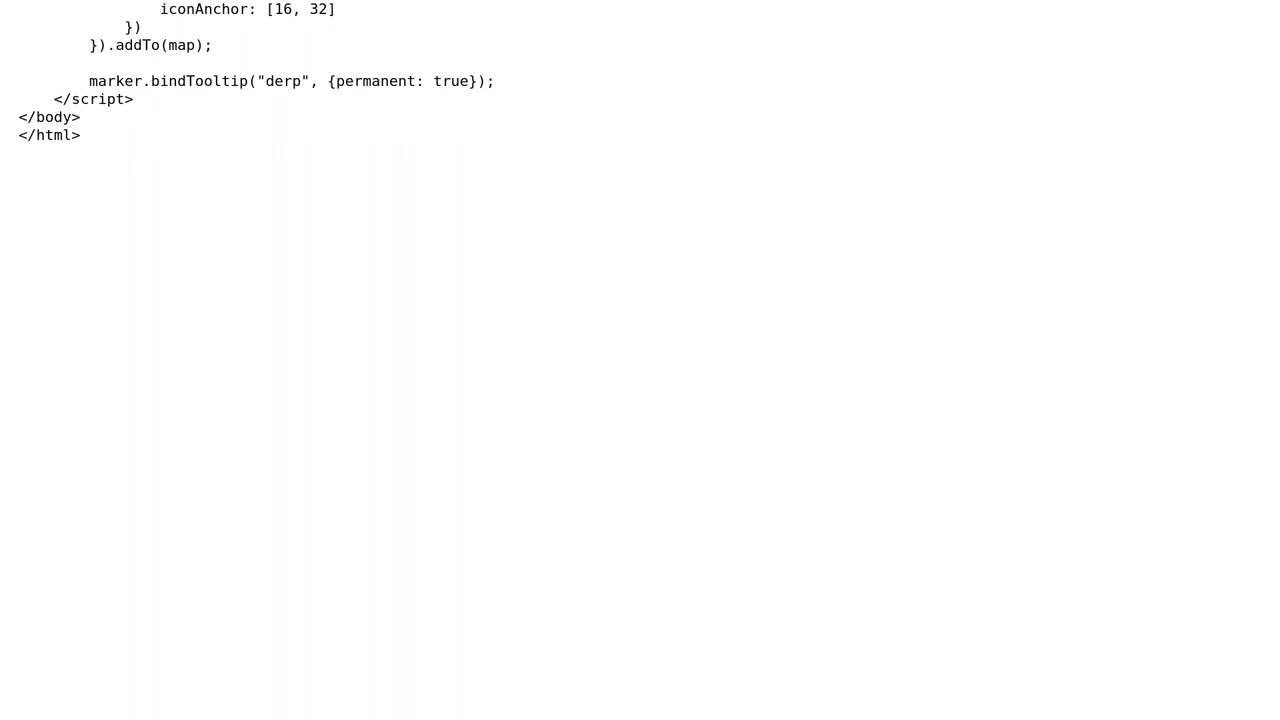 iconAnchor: [16, 32]
            })
        }).addTo(map);

        marker.bindTooltip("derp", {permanent: true});
    </script>
</body>
</html>